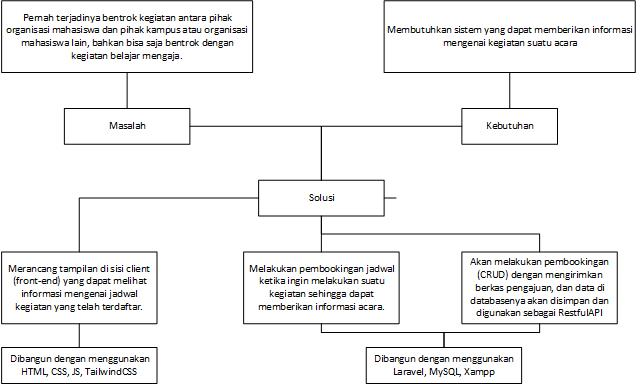 Pernah terjadinya bentrok kegiatan antara pihak
organisasi mahasiswa dan pihak kampus atau organisasi
mahasiswa lain, bahkan bisa saja bentrok dengan
kegiatan belajar mengaja.
Membutuhkan sistem yang dapat memberikan informasi
mengenai kegiatan suatu acara
Masalah
Kebutuhan
Solusi
Merancang tampilan di sisi client
(front-end) yang dapat melihat
informasi mengenai jadwal
kegiatan yang telah terdaftar.
Melakukan pembookingan jadwal
ketika ingin melakukan suatu
kegiatan sehingga dapat
memberikan informasi acara.
Akan melakukan pembookingan
(CRUD) dengan mengirimkan
berkas pengajuan, dan data di
databasenya akan disimpan dan
digunakan sebagai RestfulAPI
Dibangun dengan menggunakan
HTML, CSS, JS, TailwindCSS
Dibangun dengan menggunakan
Laravel, MySQL, Xampp